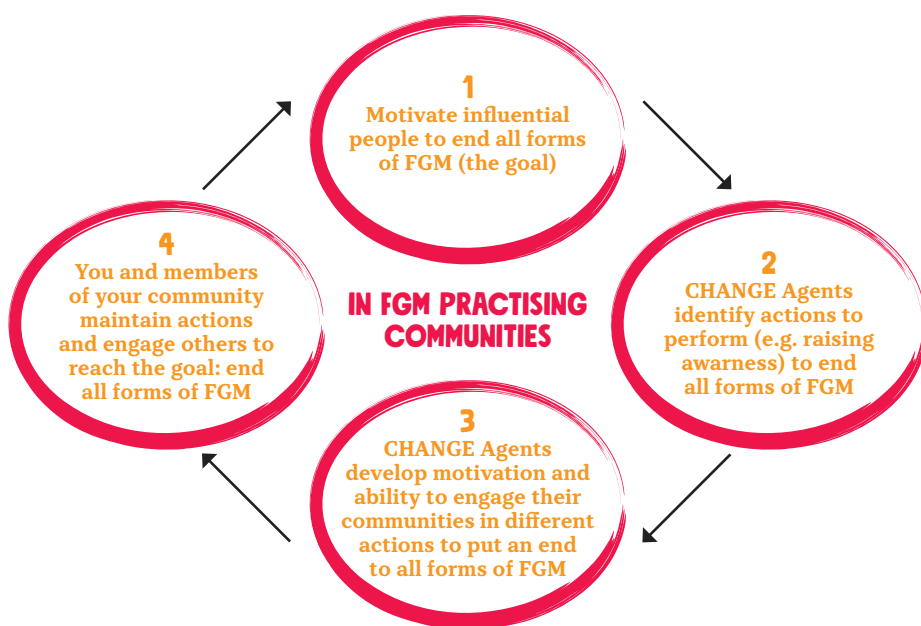 1
Motivate influential
people to end all forms
of FGM (the goal)
2
CHANGE Agents
identify actions to
perform (e.g. raising
awarness) to end
all forms of FGM
3
CHANGE Agents
develop motivation and
ability to engage their
communities in different
actions to put an end
to all forms of FGM
4
You and members
of your community
maintain actions
and engage others to
reach the goal: end
all forms of FGM
IN FGM PRACTISING
COMMUNITIES